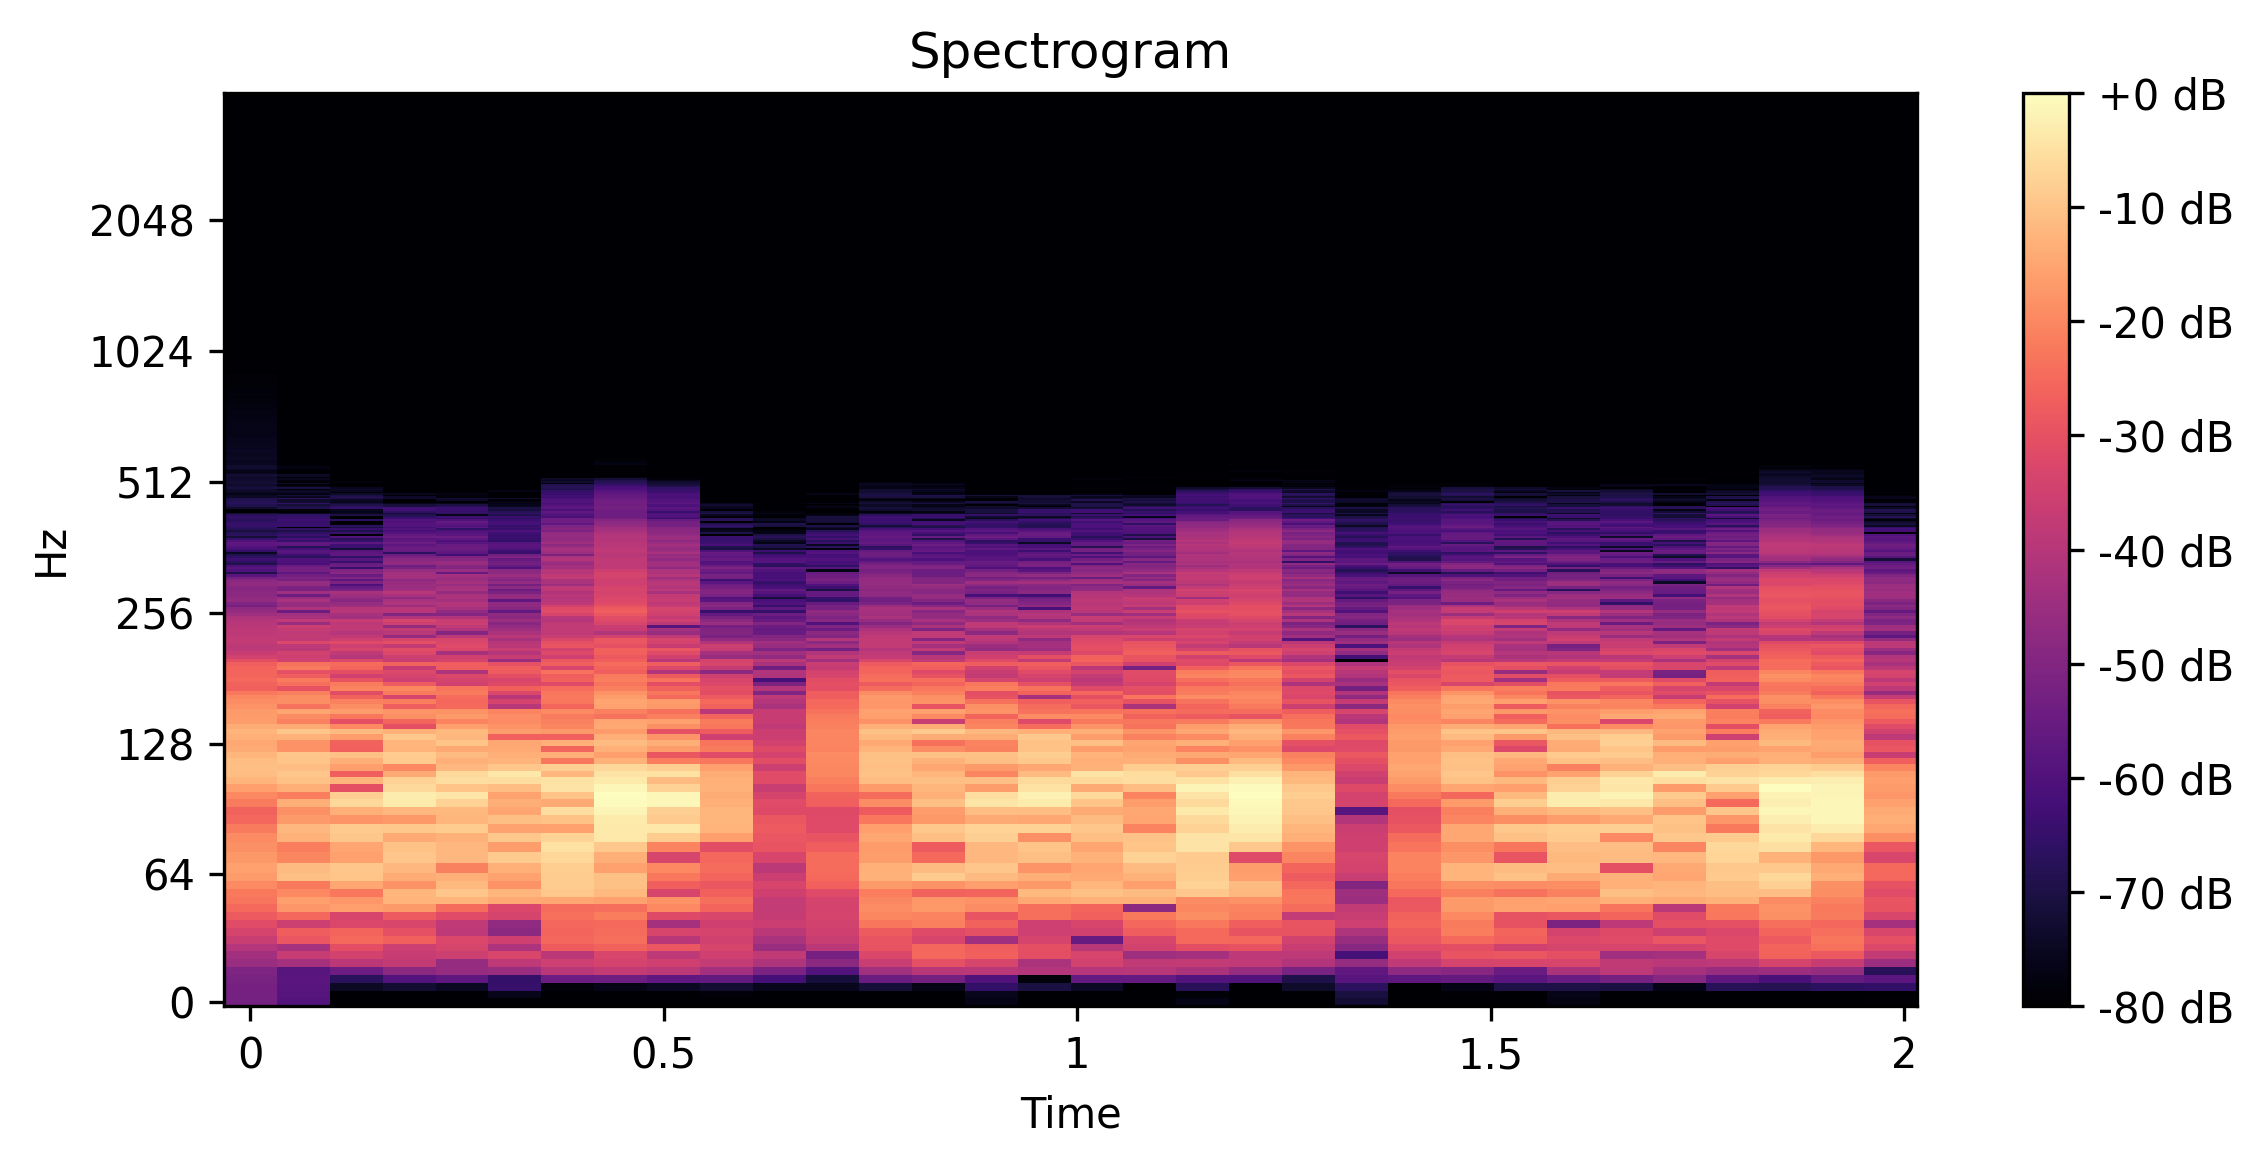 Spectrogram
Hz
2048
1024
512
256
128
64
0
0 0.5 1 1.5 2
Time
+0 dB
-10 dB
-20 dB
-30 dB
-40 dB
-50 dB
-60 dB
-70 dB
-80 dB